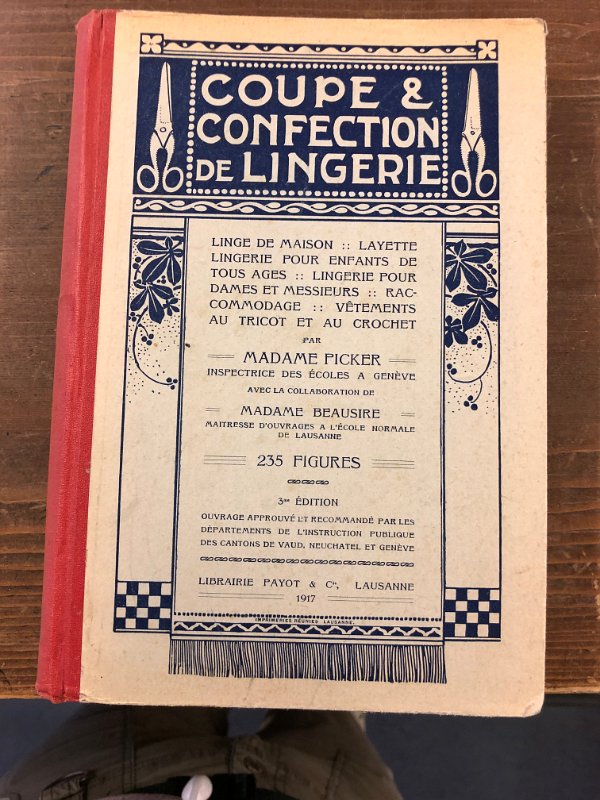 COUPE &
CONFECTION
DE LINGERIE
LINGE DE MAISON :: LAYETTE
LINGERIE POUR ENFANTS DE
TOUS AGES :: LINGERIE POUR
DAMES ET MESSIEURS :: RAC-
COMMODAGE :: VÊTEMENTS
AU TRICOT ET AU CROCHET
PAR
MADAME PICKER
INSPECTRICE DES ÉCOLES A GENÈVE
AVEC LA COLLABORATION DE
MADAME BEAUSIRE
MAITRESSE D'OUVRAGES A L'ÉCOLE NORMALE
DE LAUSANNE
235 FIGURES
3me ÉDITION
OUVRAGE APPROUVÉ ET RECOMMANDÉ PAR LES
DÉPARTEMENTS DE L'INSTRUCTION PUBLIQUE
DES CANTONS DE VAUD, NEUCHATEL ET GENÈVE
LIBRAIRIE PAYOT & Cie, LAUSANNE
1917
IMPRIMERIES RÉUNIES LAUSANNE.